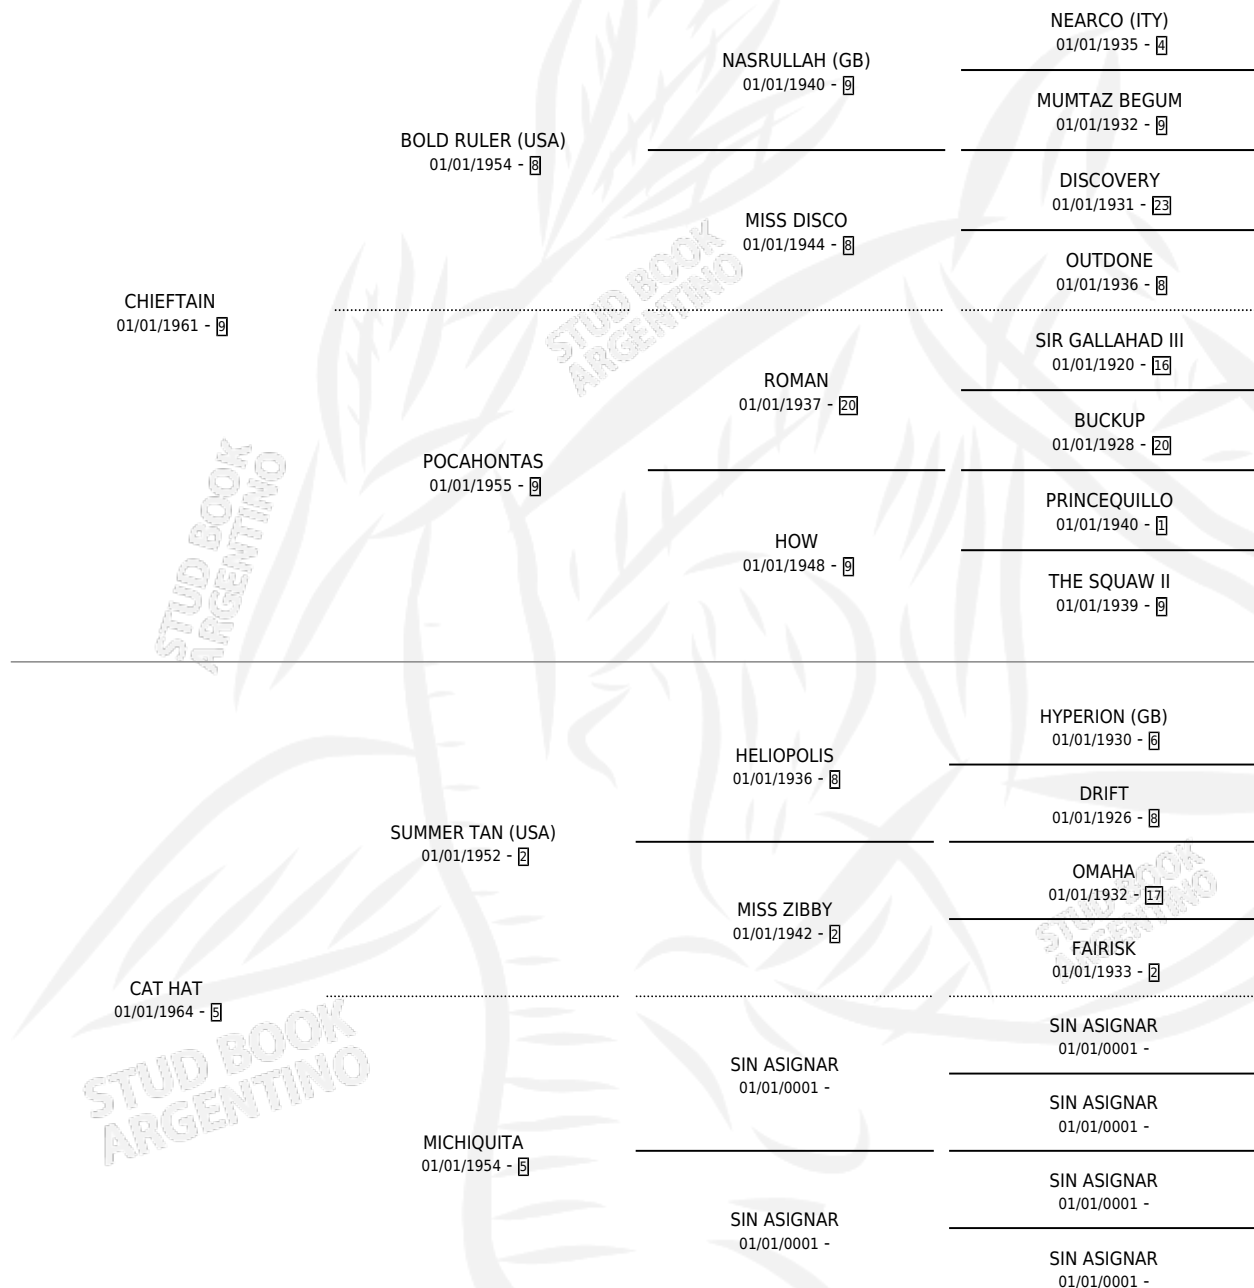 NEARCO (ITY)
01/01/1935 - 4
NASRULLAH (GB)
01/01/1940 - 9
MUMTAZ BEGUM
01/01/1932 - 9
BOLD RULER (USA)
01/01/1954 - 8
DISCOVERY
01/01/1931 - 23
MISS DISCO
01/01/1944 - 8
OUTDONE
01/01/1936 - 8
CHIEFTAIN
01/01/1961 - 9
SIR GALLAHAD III
01/01/1920 - 16
ROMAN
01/01/1937 - 20
BUCKUP
01/01/1928 - 20
POCAHONTAS
01/01/1955 - 9
PRINCEQUILLO
01/01/1940 - 1
HOW
01/01/1948 - 9
THE SQUAW II
01/01/1939 - 9
HYPERION (GB)
01/01/1930 - 6
HELIOPOLIS
01/01/1936 - 8
DRIFT
01/01/1926 - 8
SUMMER TAN (USA)
01/01/1952 - 2
OMAHA
01/01/1932 - 17
MISS ZIBBY
01/01/1942 - 2
FAIRISK
01/01/1933 - 2
CAT HAT
01/01/1964 - 5
SIN ASIGNAR
01/01/0001 -
SIN ASIGNAR
01/01/0001 -
SIN ASIGNAR
01/01/0001 -
MICHIQUITA
01/01/1954 - 5
SIN ASIGNAR
01/01/0001 -
SIN ASIGNAR
01/01/0001 -
SIN ASIGNAR
01/01/0001 -
STUD BOOK
ARGENTINO
STUD BOOK
ARGENTINO
STUD BOOK
ARGENTINO
STUD BOOK
ARGENTINO